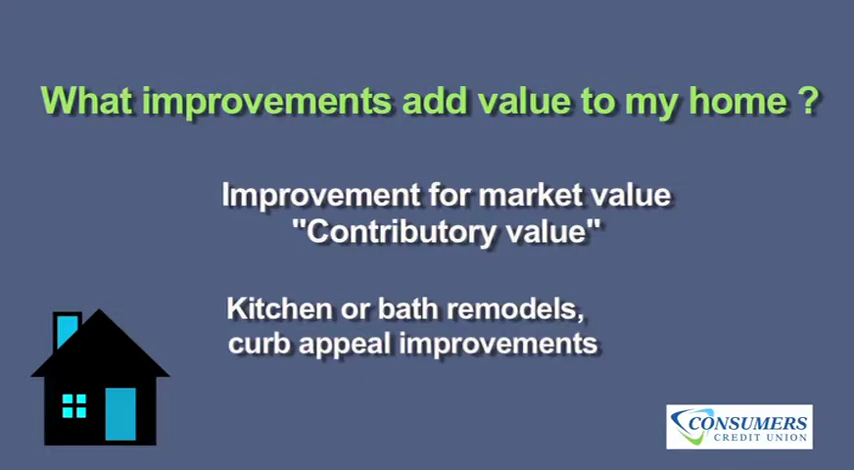 What improvements add value to my home ?
Improvement for market value
"Contributory value"
Kitchen or bath remodels,
curb appeal improvements
CONSUMERS
CREDIT UNION